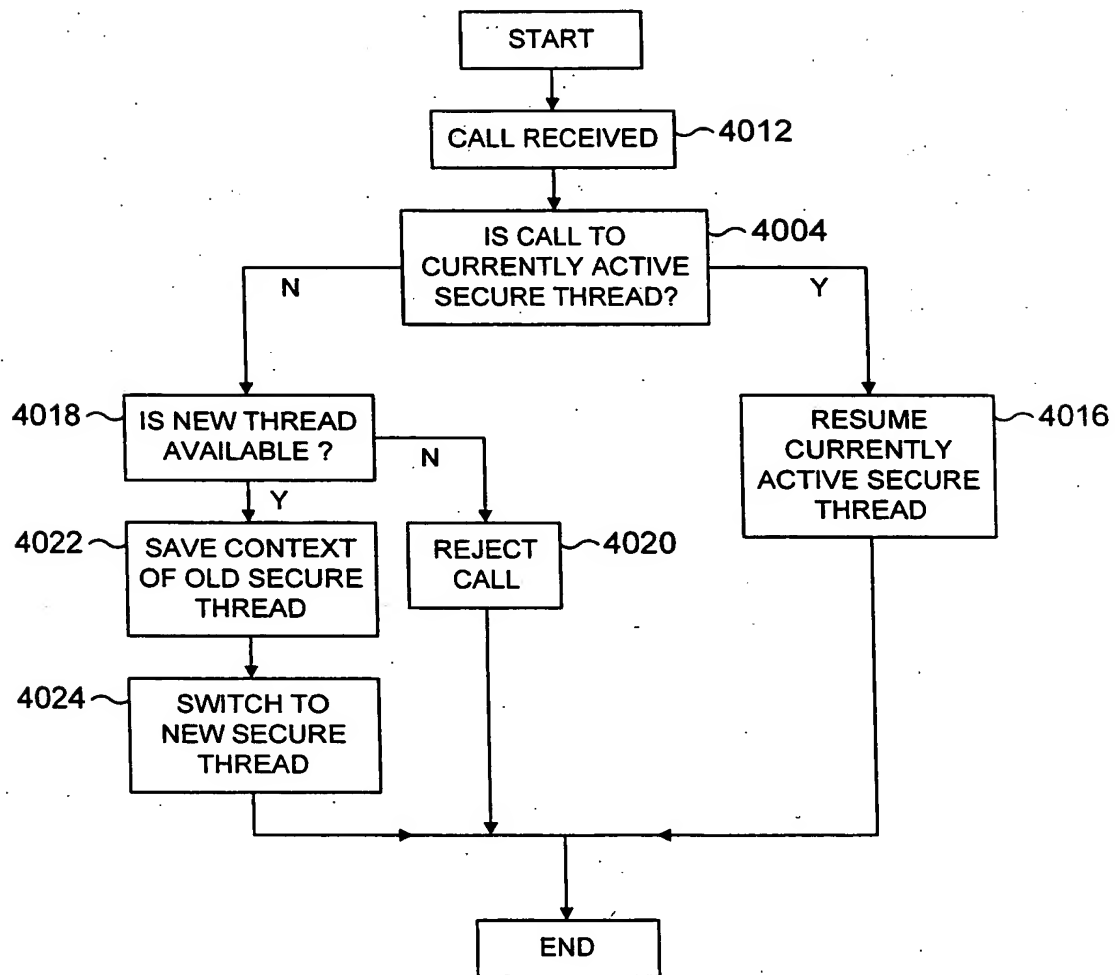 START
CALL RECEIVED
4012
IS CALL TO
CURRENTLY ACTIVE
SECURE THREAD?
4004
N
Y
4018
IS NEW THREAD
AVAILABLE ?
N
Y
RESUME
CURRENTLY
ACTIVE SECURE
THREAD
4016
4022
SAVE CONTEXT
OF OLD SECURE
THREAD
REJECT
CALL
4020
4024
SWITCH TO
NEW SECURE
THREAD
END